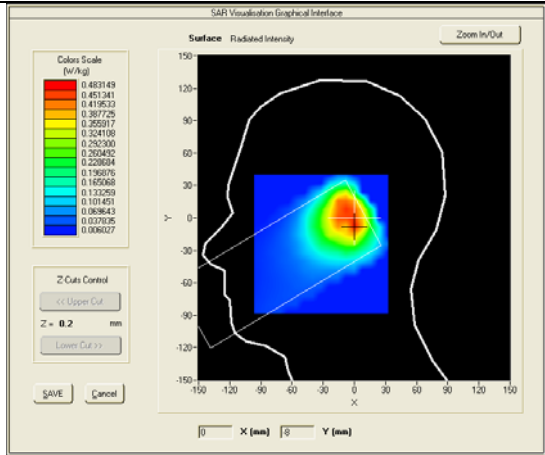 SAR Visualisation Graphical Interface
Surface Radiated Intensity
Zoom In/Out
Colors Scale
(W/kg)
0.483149
0.451341
0.419533
0.387725
0.355917
0.324108
0.292300
0.260492
0.228684
0.196876
0.165068
0.133259
0.101451
0.069643
0.037835
0.006027
Z-Cuts Control
<< Upper Cut
Z = 0.2 mm
Lower Cut >>
SAVE
Cancel
150
120
90
60
30
0
-30
-60
-90
-120
-150
Y
-150 -120 -90 -60 -30 0 30 60 90 120 150
X
0 X (mm) -8 Y (mm)